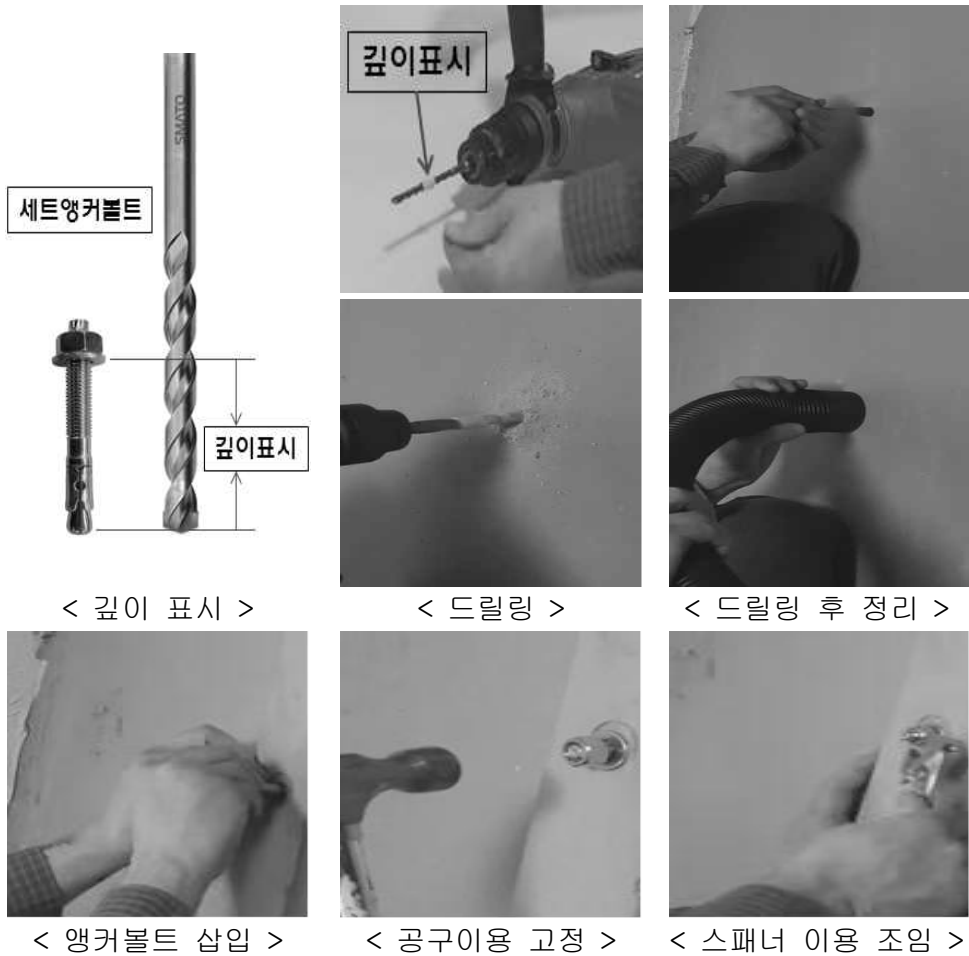 깊이표시
SMATO
세트앵커볼트
깊이표시
< 깊이 표시 >
< 드릴링 >
< 드릴링 후 정리 >
< 앵커볼트 삽입 >
< 공구이용 고정 >
< 스패너 이용 조임 >